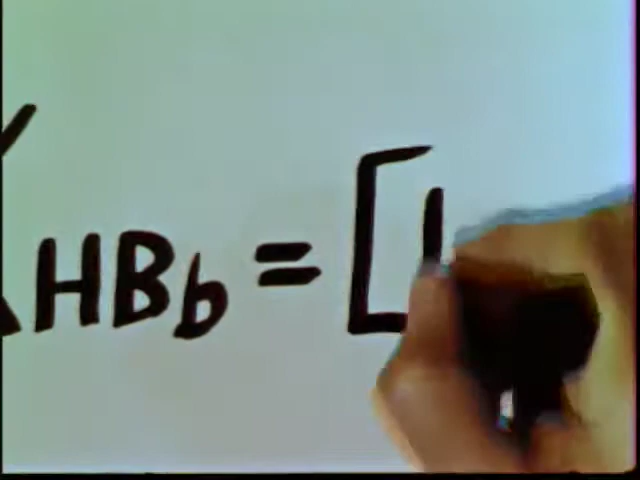 K HBb = [